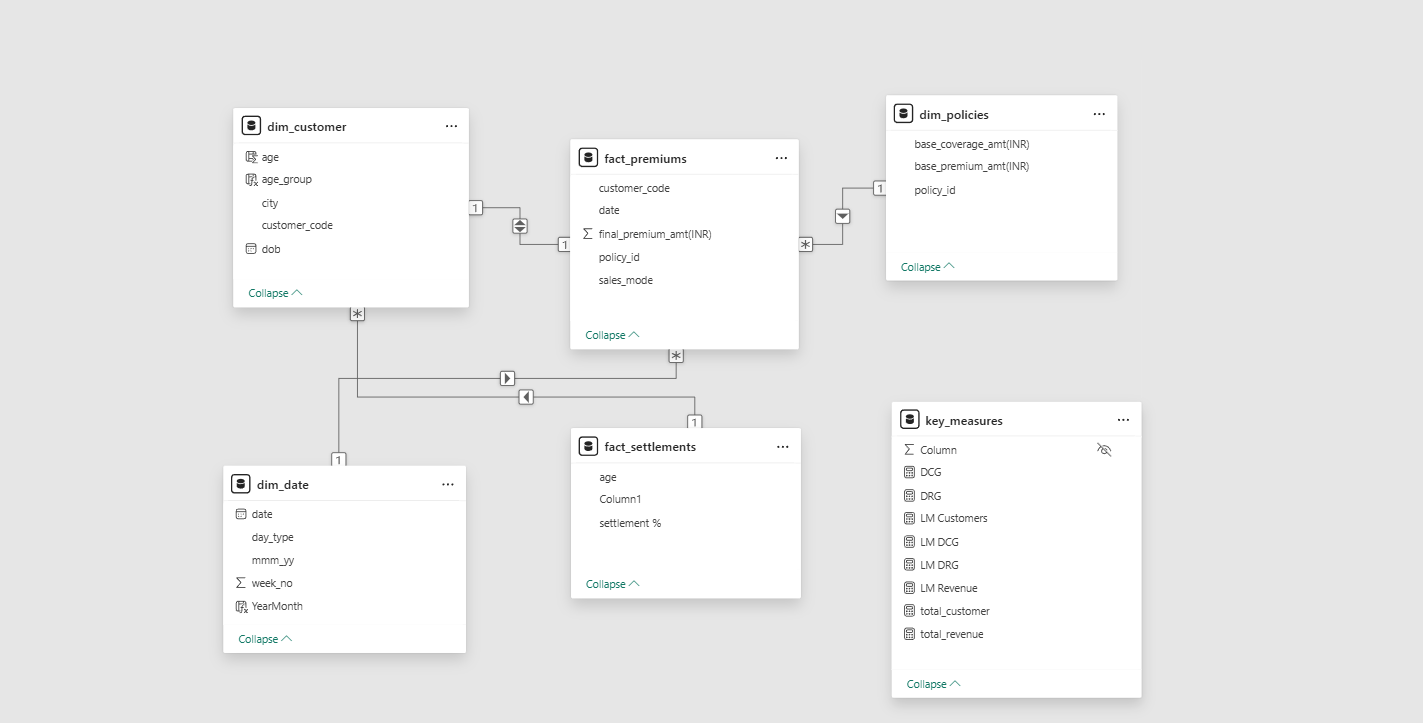 dim_customer
age
age_group
city
customer_code
dob
Collapse
fact_premiums
customer_code
date
final_premium_amt(INR)
policy_id
sales_mode
Collapse
dim_policies
base_coverage_amt(INR)
base_premium_amt(INR)
policy_id
Collapse
1
1
*
1
*
*
1
1
dim_date
date
day_type
mmm_yy
week_no
YearMonth
Collapse
fact_settlements
age
Column1
settlement %
Collapse
key_measures
Column
DCG
DRG
LM Customers
LM DCG
LM DRG
LM Revenue
total_customer
total_revenue
Collapse